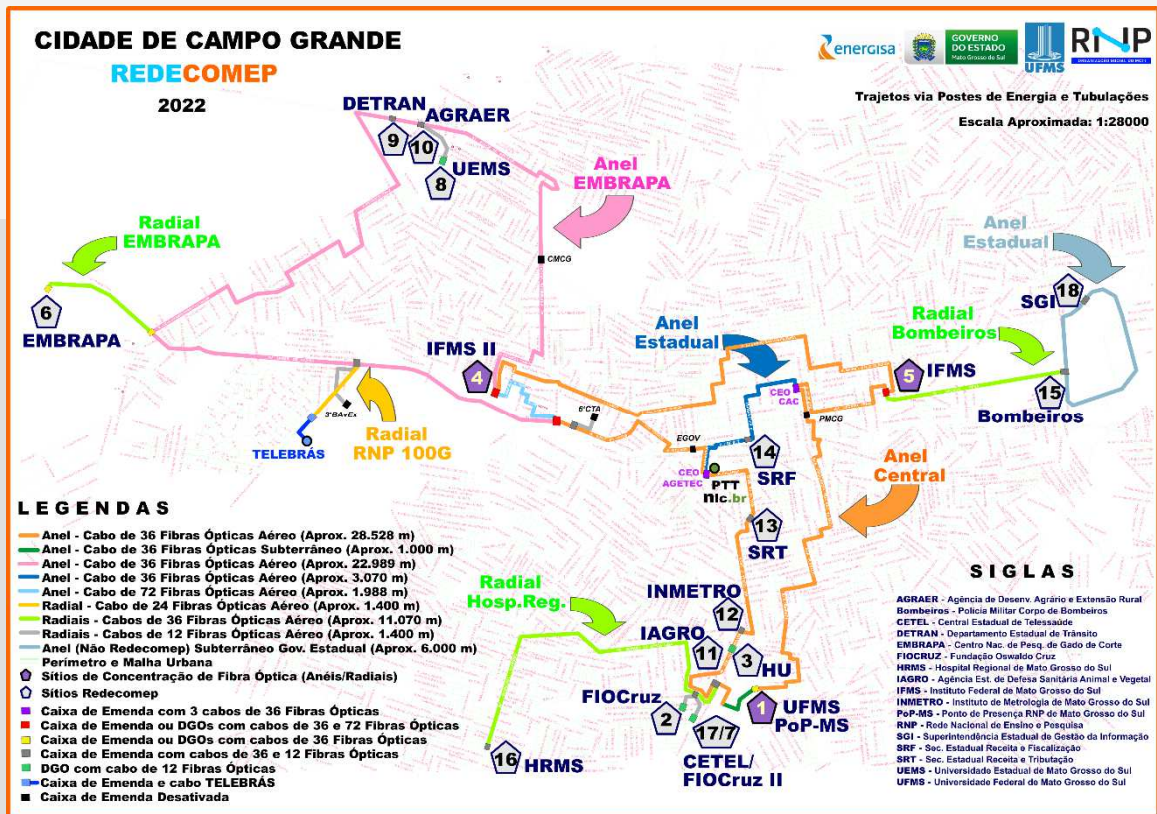 CIDADE DE CAMPO GRANDE
REDECOMEP
2022
energisa
GOVERNO
DO ESTADO
Mato Grosso do Sul
UFMS
RNP
Trajetos via Postes de Energia e Tubulações
Escala Aproximada: 1:28000
DETRAN
AGRAER
9
10
UEMS
8
Anel
EMBRAPA
Radial
EMBRAPA
Anel
Estadual
CMCG
18
SGI
6
EMBRAPA
Anel
Estadual
Radial
Bombeiros
IFMS II
4
5
IFMS
CEO
CAC
15
Bombeiros
3ºBAvEx
6ºCTA
PMCG
Radial
RNP 100G
TELEBRÁS
EGOV
14
SRF
CEO
AGETEC
PTT
nic.br
Anel
Central
13
SRT
LEGENDAS
Anel - Cabo de 36 Fibras Ópticas Aéreo (Aprox. 28.528 m)
Anel - Cabo de 36 Fibras Ópticas Subterrâneo (Aprox. 1.000 m)
Anel - Cabo de 36 Fibras Ópticas Aéreo (Aprox. 22.989 m)
Anel - Cabo de 36 Fibras Ópticas Aéreo (Aprox. 3.070 m)
Anel - Cabo de 72 Fibras Ópticas Aéreo (Aprox. 1.988 m)
Radial - Cabo de 24 Fibras Ópticas Aéreo (Aprox. 1.400 m)
Radiais - Cabos de 36 Fibras Ópticas Aéreo (Aprox. 11.070 m)
Radiais - Cabos de 12 Fibras Ópticas Aéreo (Aprox. 1.400 m)
Anel (Não Redecomep) Subterrâneo Gov. Estadual (Aprox. 6.000 m)
Perímetro e Malha Urbana
Sítios de Concentração de Fibra Óptica (Anéis/Radiais)
Sítios Redecomep
Caixa de Emenda com 3 cabos de 36 Fibras Ópticas
Caixa de Emenda ou DGOs com cabos de 36 e 72 Fibras Ópticas
Caixa de Emenda ou DGOs com cabos de 36 Fibras Ópticas
Caixa de Emenda com cabos de 36 e 12 Fibras Ópticas
DGO com cabo de 12 Fibras Ópticas
Caixa de Emenda e cabo TELEBRÁS
Caixa de Emenda Desativada
Radial
Hosp.Reg.
INMETRO
12
IAGRO
11
3
HU
FIOCruz
2
1
UFMS
PoP-MS
17/7
CETEL/
FIOCruz II
16
HRMS
SIGLAS
AGRAER - Agência de Desenv. Agrário e Extensão Rural
Bombeiros - Polícia Militar Corpo de Bombeiros
CETEL - Central Estadual de Telessaúde
DETRAN - Departamento Estadual de Trânsito
EMBRAPA - Centro Nac. de Pesq. de Gado de Corte
FIOCRUZ - Fundação Oswaldo Cruz
HRMS - Hospital Regional de Mato Grosso do Sul
IAGRO - Agência Est. de Defesa Sanitária Animal e Vegetal
IFMS - Instituto Federal de Mato Grosso do Sul
INMETRO - Instituto de Metrologia de Mato Grosso do Sul
PoP-MS - Ponto de Presença RNP de Mato Grosso do Sul
RNP - Rede Nacional de Ensino e Pesquisa
SGI - Superintendência Estadual de Gestão da Informação
SRF - Sec. Estadual Receita e Fiscalização
SRT - Sec. Estadual Receita e Tributação
UEMS - Universidade Estadual de Mato Grosso do Sul
UFMS - Universidade Federal de Mato Grosso do Sul